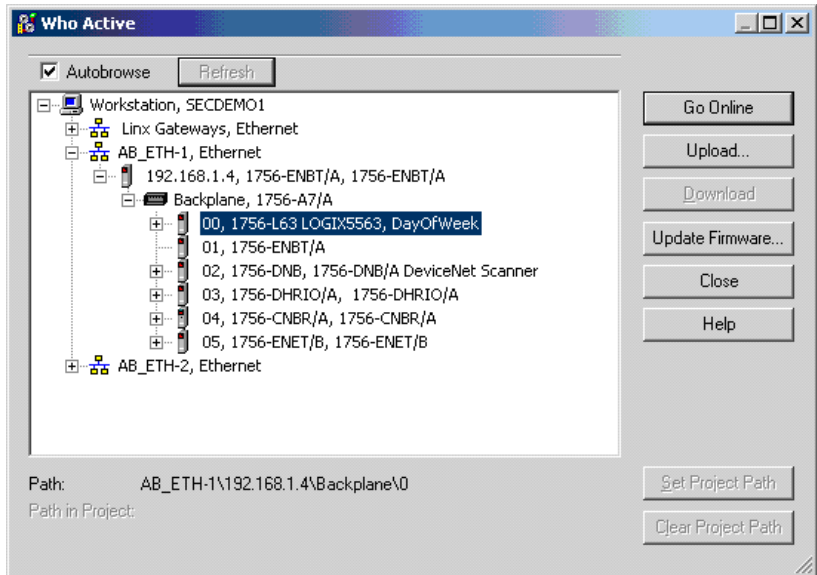 Who Active
Autobrowse
Refresh
Workstation, SECDEMO1
Linx Gateways, Ethernet
AB_ETH-1, Ethernet
192.168.1.4, 1756-ENBT/A, 1756-ENBT/A
Backplane, 1756-A7/A
00, 1756-L63 LOGIX5563, DayOfWeek
01, 1756-ENBT/A
02, 1756-DNB, 1756-DNB/A DeviceNet Scanner
03, 1756-DHRIO/A, 1756-DHRIO/A
04, 1756-CNBR/A, 1756-CNBR/A
05, 1756-ENET/B, 1756-ENET/B
AB_ETH-2, Ethernet
Go Online
Upload...
Download
Update Firmware...
Close
Help
Path: AB_ETH-1\192.168.1.4\Backplane\0
Path in Project:
Set Project Path
Clear Project Path